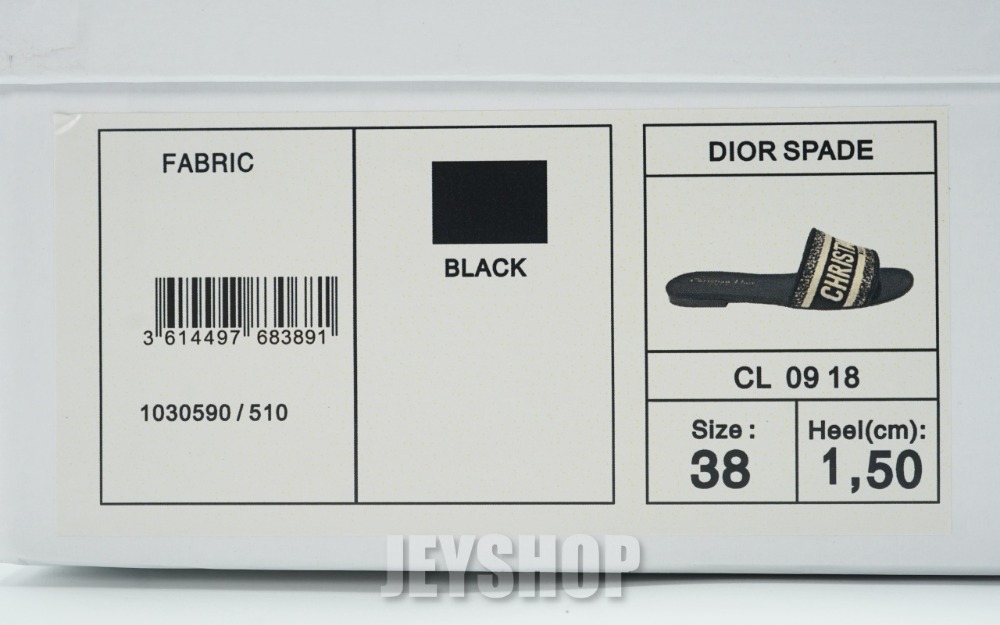 FABRIC
3 614497 683891
1030590 / 510
BLACK
DIOR SPADE
CHRISTI
CL 09 18
Size :
38
Heel(cm):
1,50
JEYSHOP